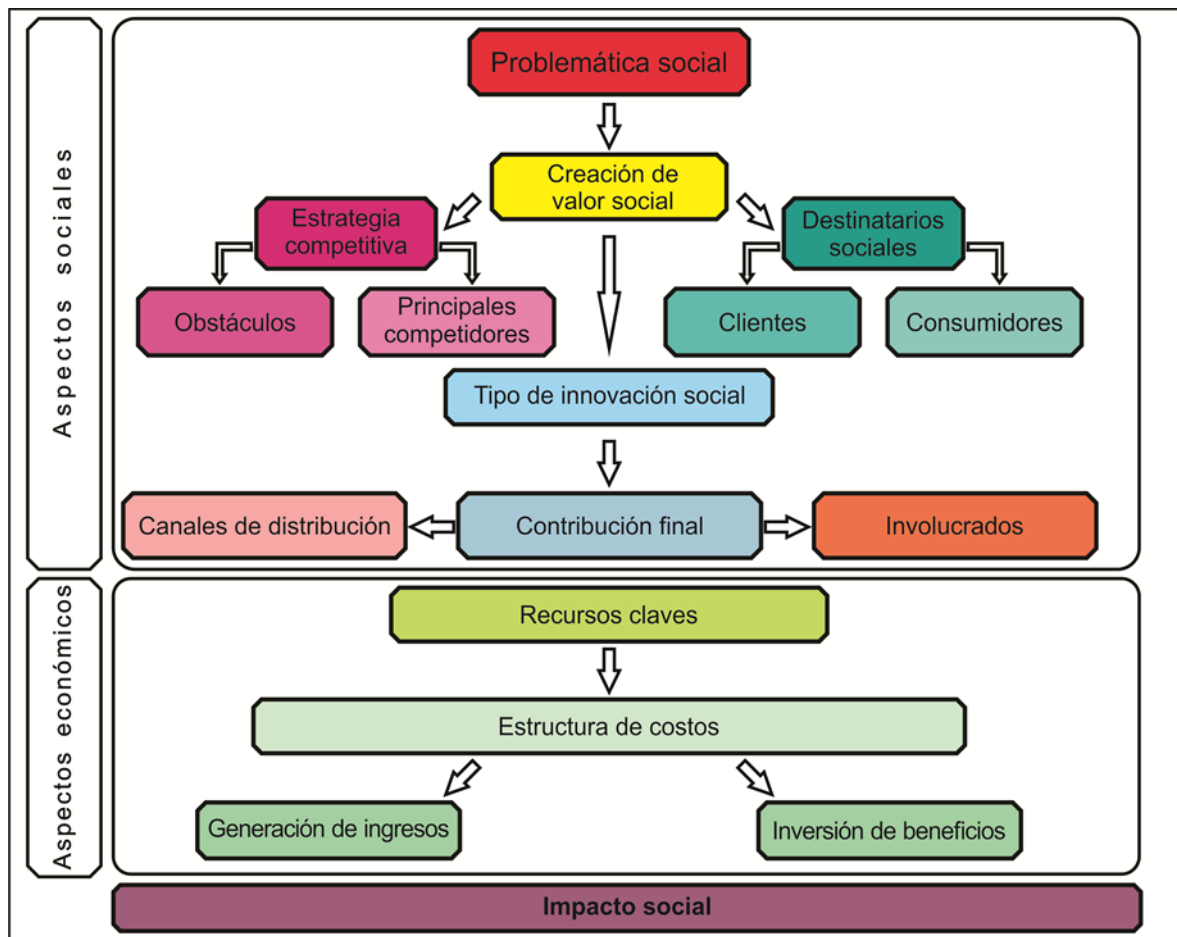 Aspectos sociales
Problemática social
Creación de
valor social
Estrategia
competitiva
Destinatarios
sociales
Obstáculos
Principales
competidores
Clientes
Consumidores
Tipo de innovación social
Canales de distribución
Contribución final
Involucrados
Aspectos económicos
Recursos claves
Estructura de costos
Generación de ingresos
Inversión de beneficios
Impacto social